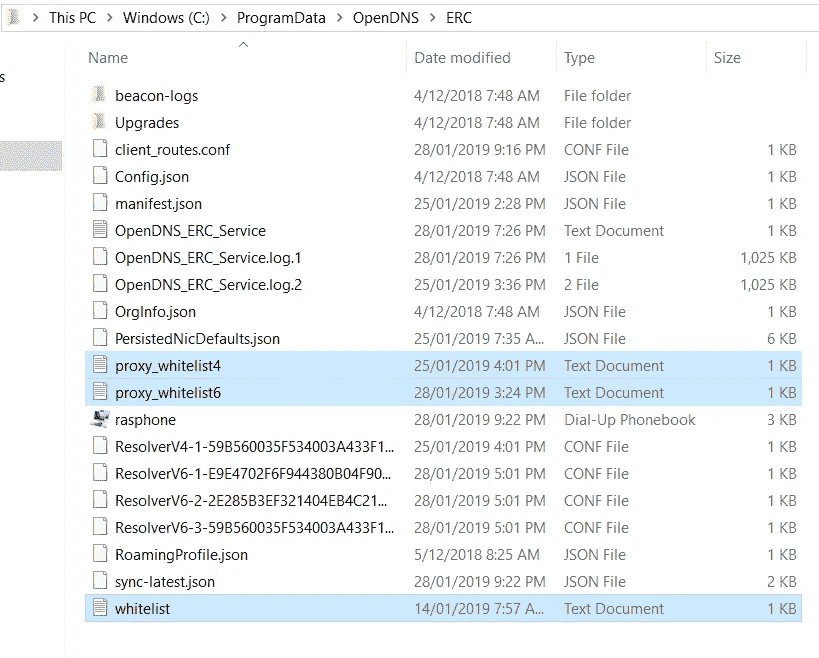 This PC > Windows (C:) > ProgramData > OpenDNS > ERC
s
Name Date modified Type Size
beacon-logs 4/12/2018 7:48 AM File folder
Upgrades 4/12/2018 7:48 AM File folder
client_routes.conf 28/01/2019 9:16 PM CONF File 1 KB
Config.json 4/12/2018 7:48 AM JSON File 1 KB
manifest.json 25/01/2019 2:28 PM JSON File 1 KB
OpenDNS_ERC_Service 28/01/2019 7:26 PM Text Document 1 KB
OpenDNS_ERC_Service.log.1 28/01/2019 7:26 PM 1 File 1,025 KB
OpenDNS_ERC_Service.log.2 25/01/2019 3:36 PM 2 File 1,025 KB
OrgInfo.json 4/12/2018 7:48 AM JSON File 1 KB
PersistedNicDefaults.json 25/01/2019 7:35 A... JSON File 6 KB
proxy_whitelist4 25/01/2019 4:01 PM Text Document 1 KB
proxy_whitelist6 28/01/2019 3:24 PM Text Document 1 KB
rasphone 28/01/2019 9:22 PM Dial-Up Phonebook 3 KB
ResolverV4-1-59B560035F534003A433F1... 25/01/2019 4:01 PM CONF File 1 KB
ResolverV6-1-E9E4702F6F944380B04F90... 28/01/2019 5:01 PM CONF File 1 KB
ResolverV6-2-2E285B3EF321404EB4C21... 28/01/2019 5:01 PM CONF File 1 KB
ResolverV6-3-59B560035F534003A433F1... 28/01/2019 5:01 PM CONF File 1 KB
RoamingProfile.json 5/12/2018 8:25 AM JSON File 1 KB
sync-latest.json 28/01/2019 9:22 PM JSON File 2 KB
whitelist 14/01/2019 7:57 A... Text Document 1 KB